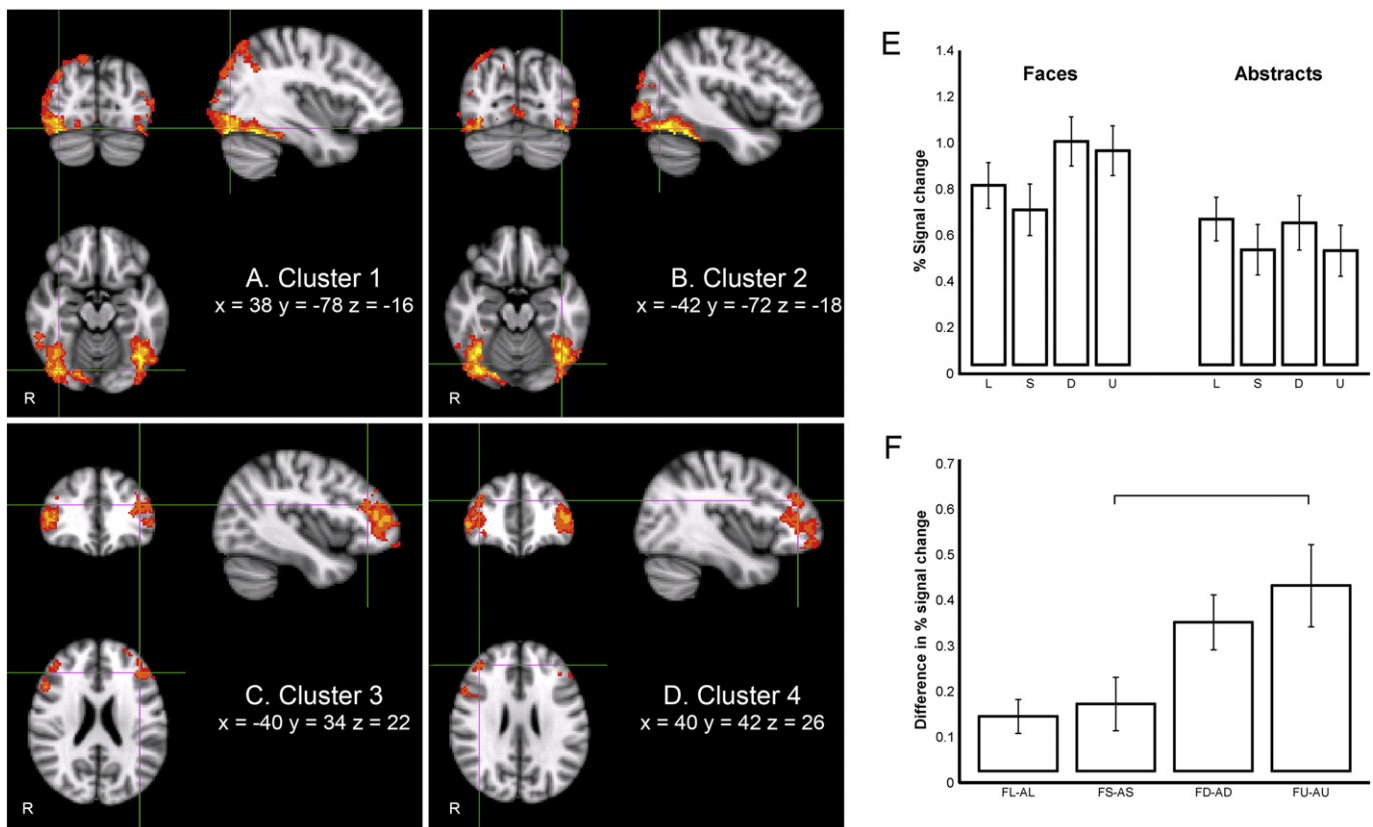 A. Cluster 1
x = 38 y = -78 z = -16
R
B. Cluster 2
x = -42 y = -72 z = -18
R
C. Cluster 3
x = -40 y = 34 z = 22
R
D. Cluster 4
x = 40 y = 42 z = 26
R
E
Faces Abstracts
% Signal change
1.4
1.2
1.0
0.8
0.6
0.4
0.2
0
L S D U L S D U
F
Difference in % signal change
0.7
0.6
0.5
0.4
0.3
0.2
0.1
0
FL-AL FS-AS FD-AD FU-AU